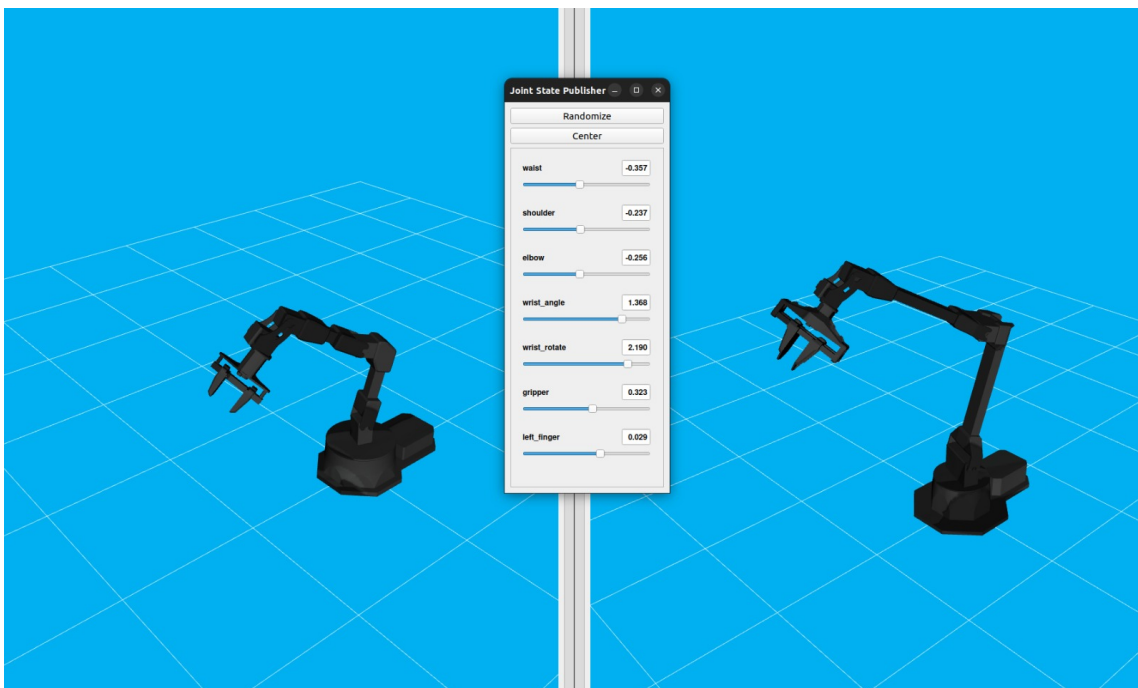 Joint State Publisher
Randomize
Center
waist -0.357
shoulder -0.237
elbow -0.256
wrist_angle 1.368
wrist_rotate 2.190
gripper 0.323
left_finger 0.029